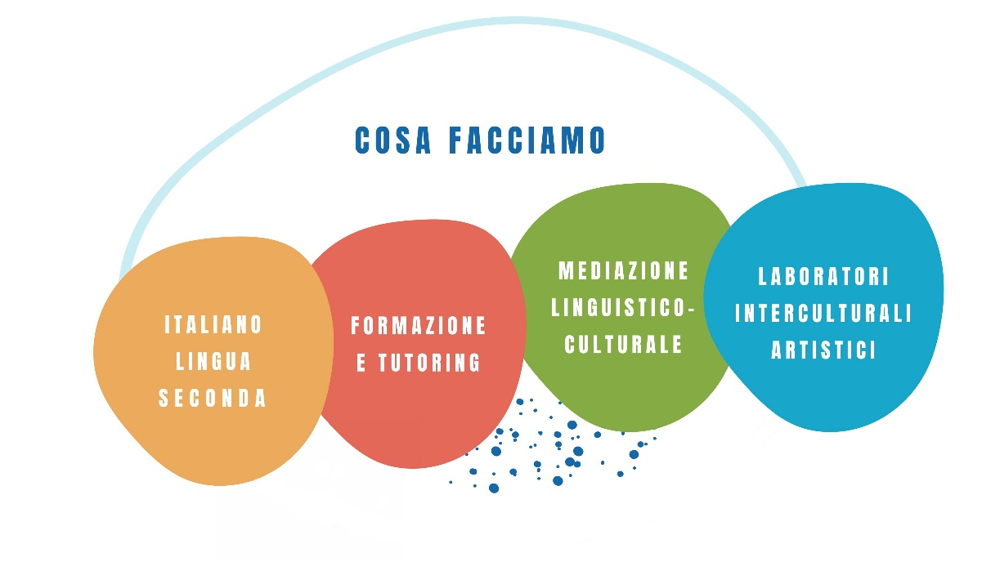 COSA FACCIAMO
ITALIANO
LINGUA
SECONDA
FORMAZIONE
E TUTORING
MEDIAZIONE
LINGUISTICO-
CULTURALE
LABORATORI
INTERCULTURALI
ARTISTICI